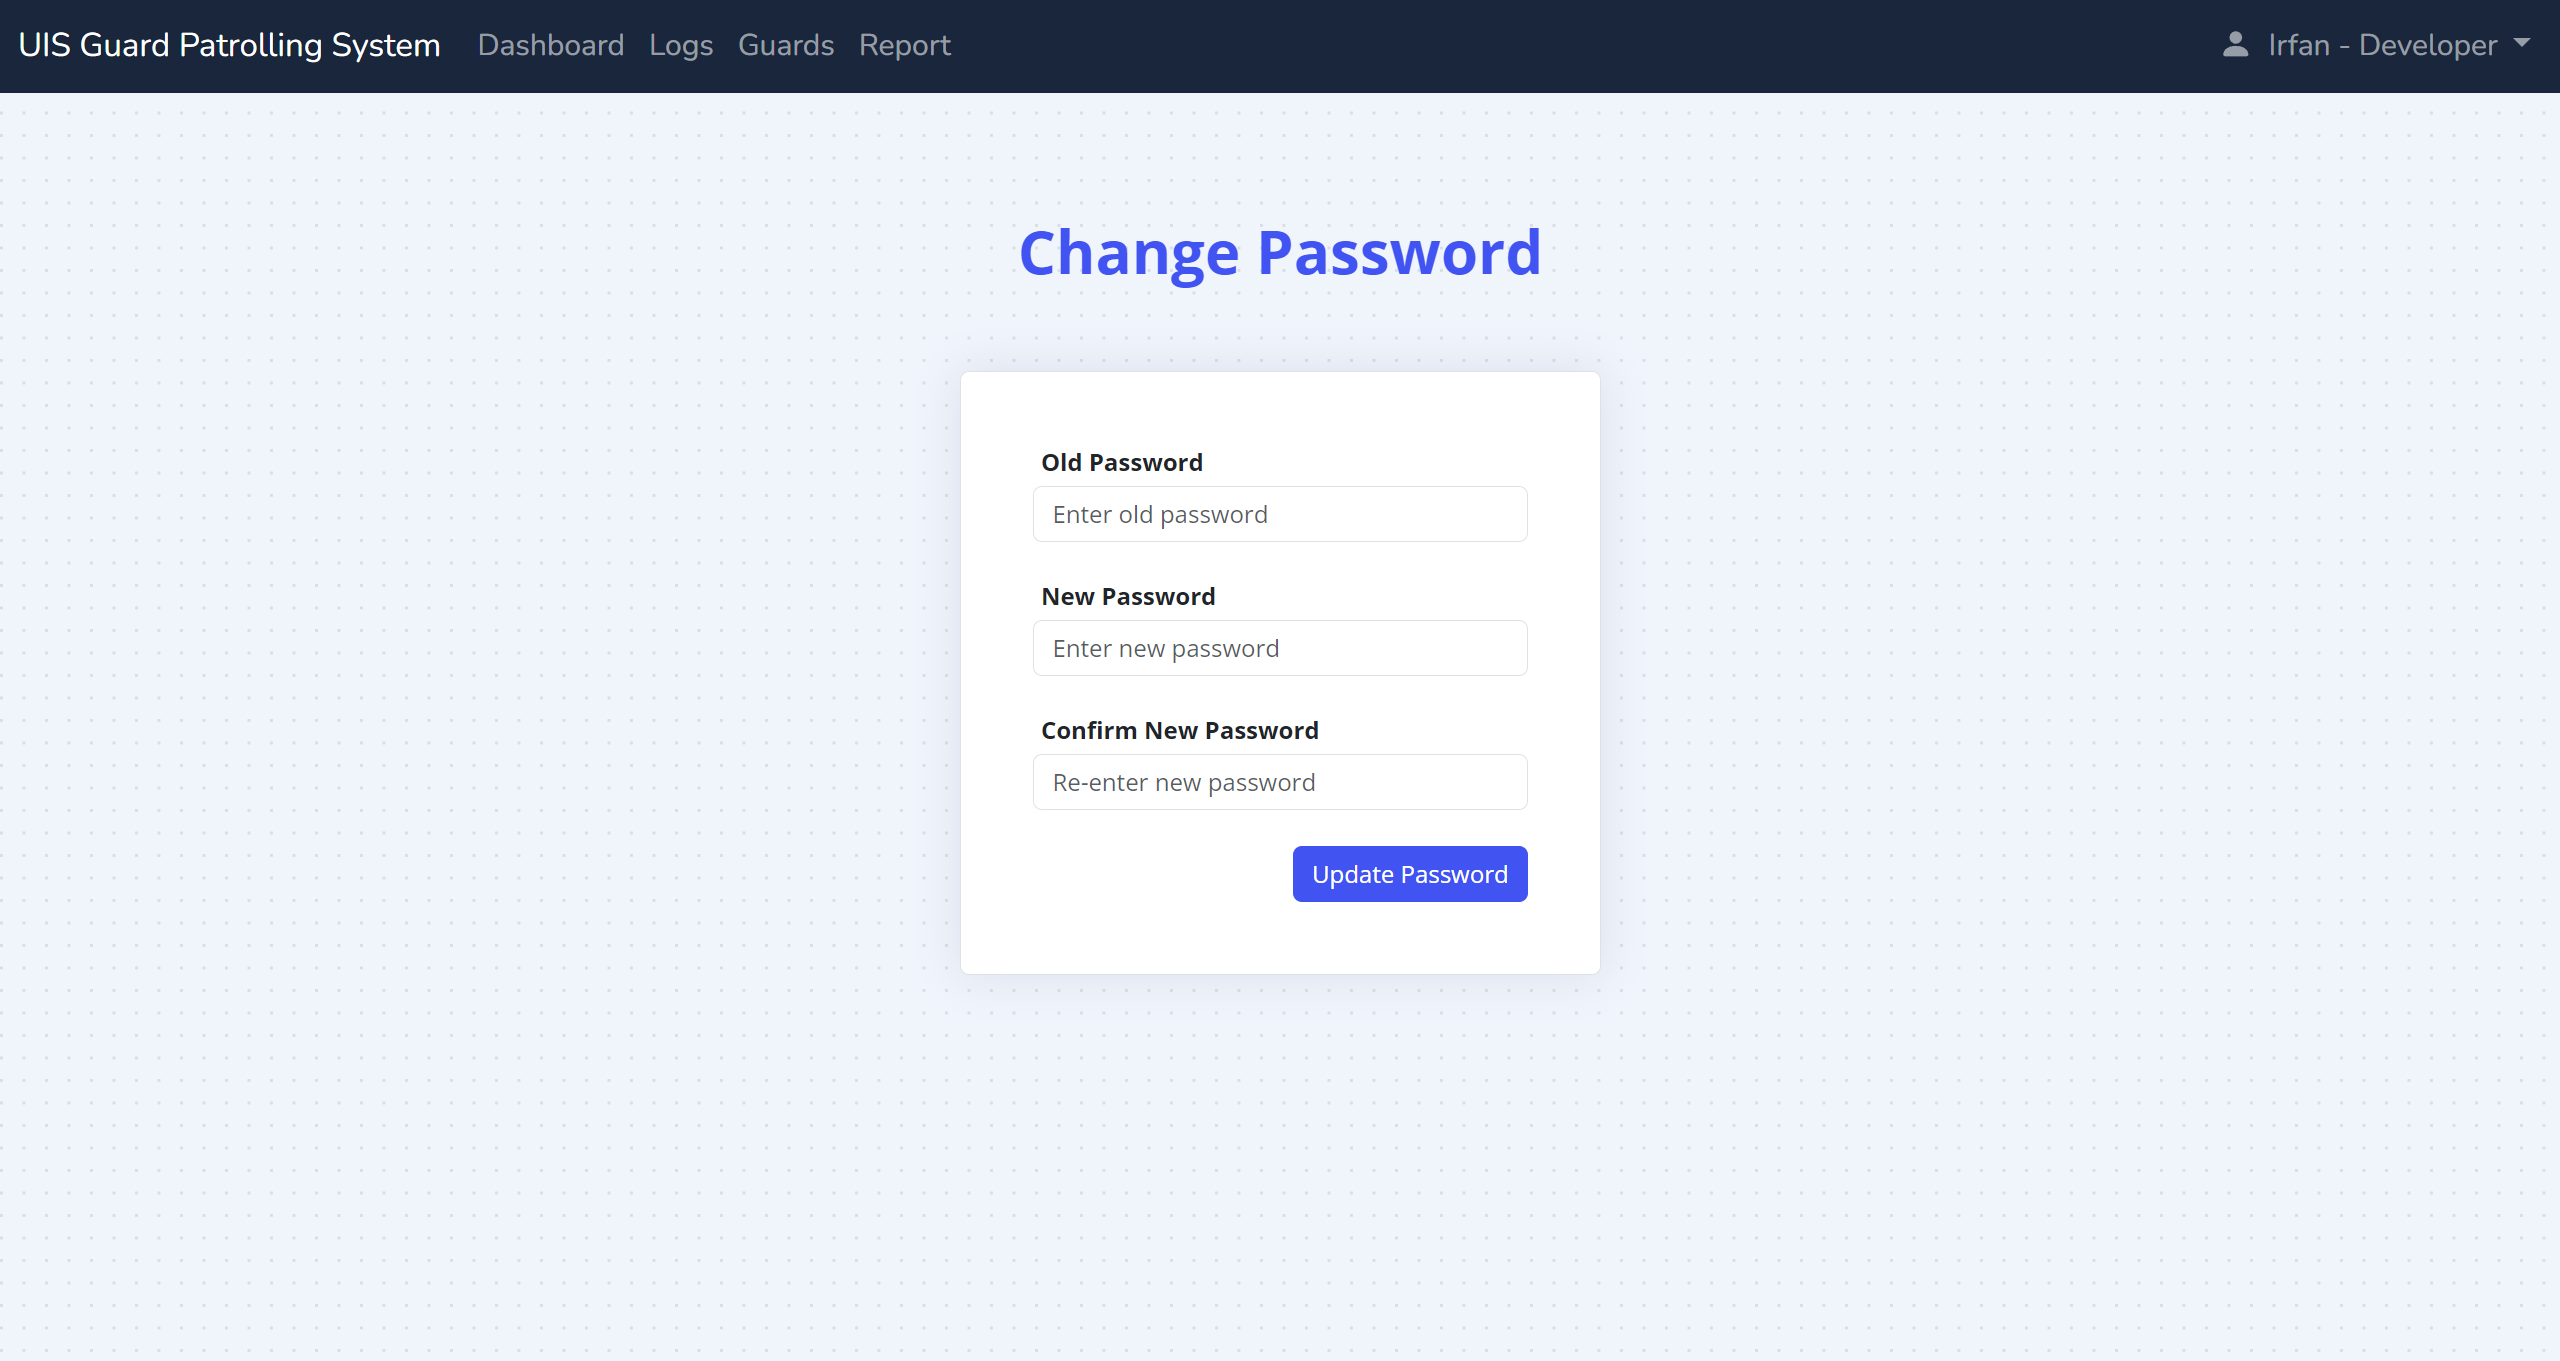 UIS Guard Patrolling System Dashboard Logs Guards Report Irfan - Developer
Change Password
Old Password
Enter old password
New Password
Enter new password
Confirm New Password
Re-enter new password
Update Password